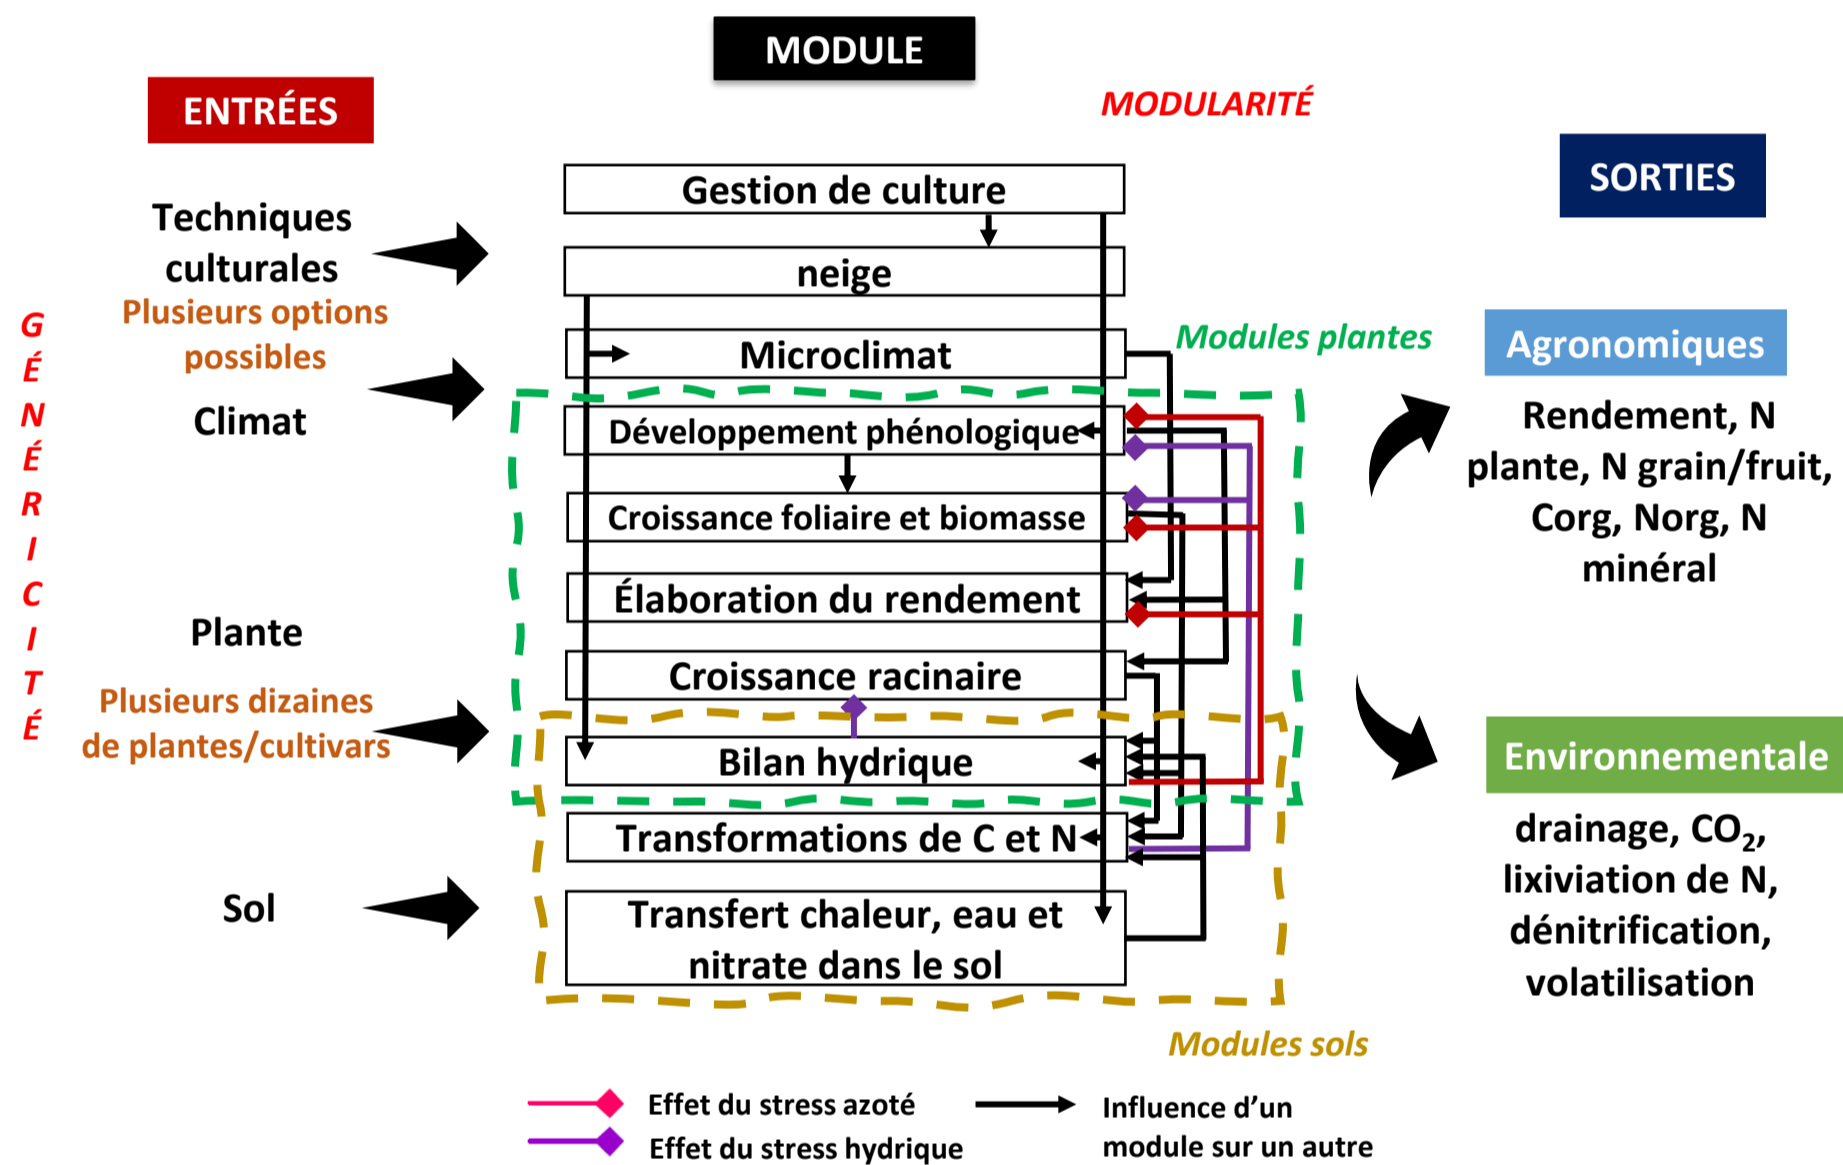 MODULE
MODULARITÉ
ENTRÉES
Techniques
culturales
Plusieurs options
possibles
Climat
Plante
Plusieurs dizaines
de plantes/cultivars
Sol
GÉNÉRICITÉ
Gestion de culture
neige
Microclimat
Développement phénologique
Croissance foliaire et biomasse
Élaboration du rendement
Croissance racinaire
Bilan hydrique
Transformations de C et N
Transfert chaleur, eau et
nitrate dans le sol
Modules plantes
Modules sols
SORTIES
Agronomiques
Rendement, N
plante, N grain/fruit,
Corg, Norg, N
minéral
Environnementale
drainage, CO₂,
lixiviation de N,
dénitrification,
volatilisation
Effet du stress azoté
Effet du stress hydrique
Influence d’un
module sur un autre